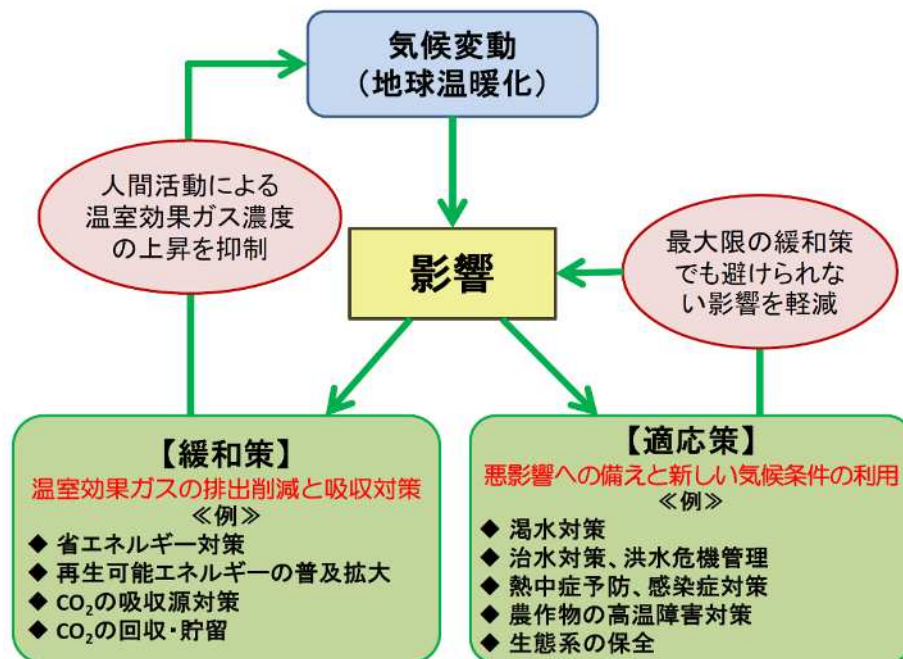 気候変動
(地球温暖化)
人間活動による
温室効果ガス濃度
の上昇を抑制
影響
最大限の緩和策
でも避けられな
い影響を軽減
【緩和策】
温室効果ガスの排出削減と吸収対策
≪例≫
◆ 省エネルギー対策
◆ 再生可能エネルギーの普及拡大
◆ CO₂の吸収源対策
◆ CO₂の回収・貯留
【適応策】
悪影響への備えと新しい気候条件の利用
≪例≫
◆ 渇水対策
◆ 治水対策、洪水危機管理
◆ 熱中症予防、感染症対策
◆ 農作物の高温障害対策
◆ 生態系の保全